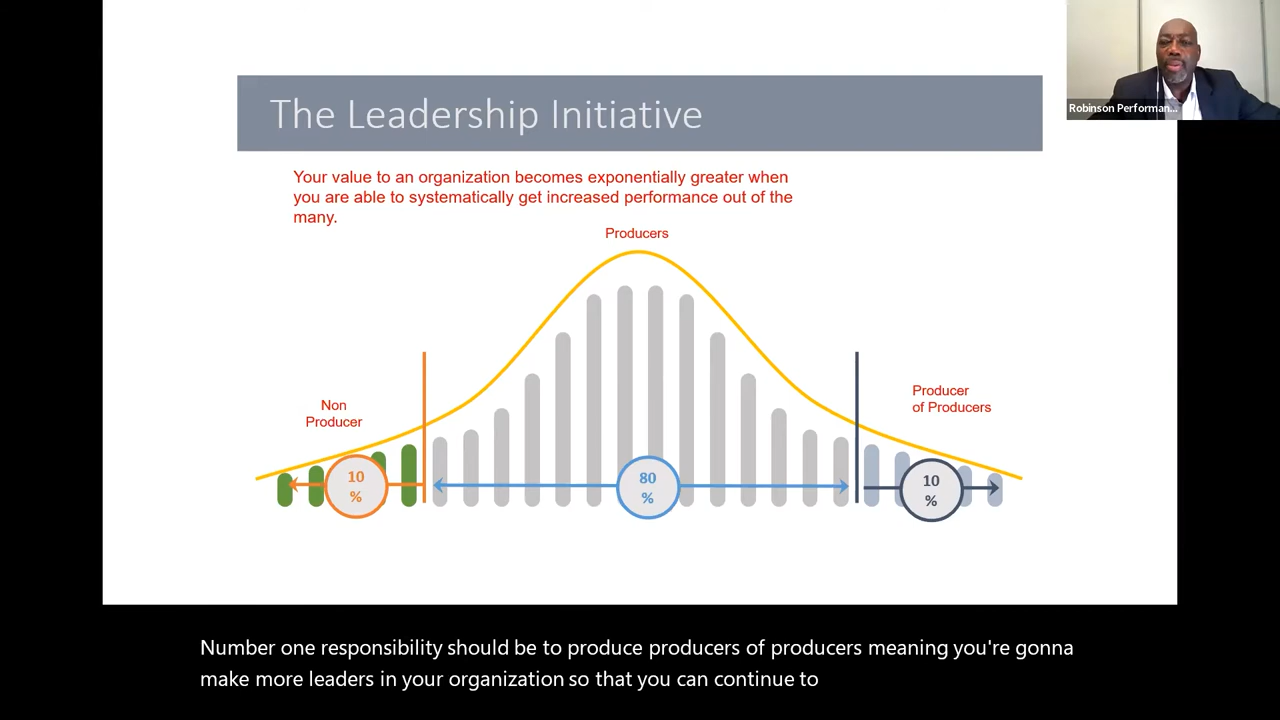 The Leadership Initiative
Robinson Performan...
Your value to an organization becomes exponentially greater when
you are able to systematically get increased performance out of the
many.
Producers
Non
Producer
Producer
of Producers
10
%
80
%
10
%
Number one responsibility should be to produce producers of producers meaning you're gonna
make more leaders in your organization so that you can continue to